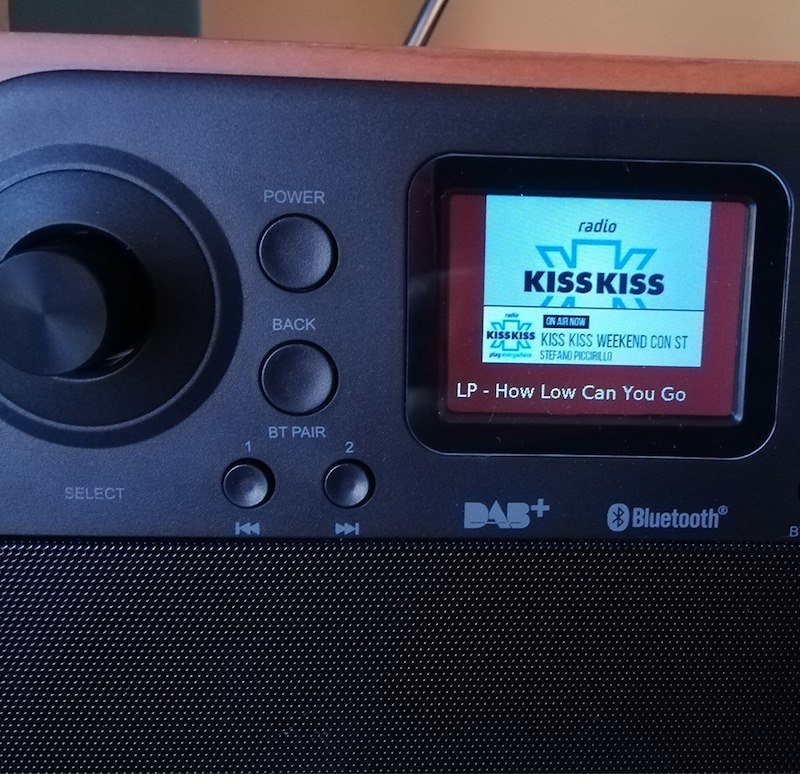 POWER
BACK
BT PAIR
1
2
SELECT
radio
KISSKISS
radio
KISSKISS
play everywhere
ON AIR NOW
KISS KISS WEEKEND CON ST
STEFANO PICCIRILLO
LP - How Low Can You Go
DAB+
Bluetooth®
B